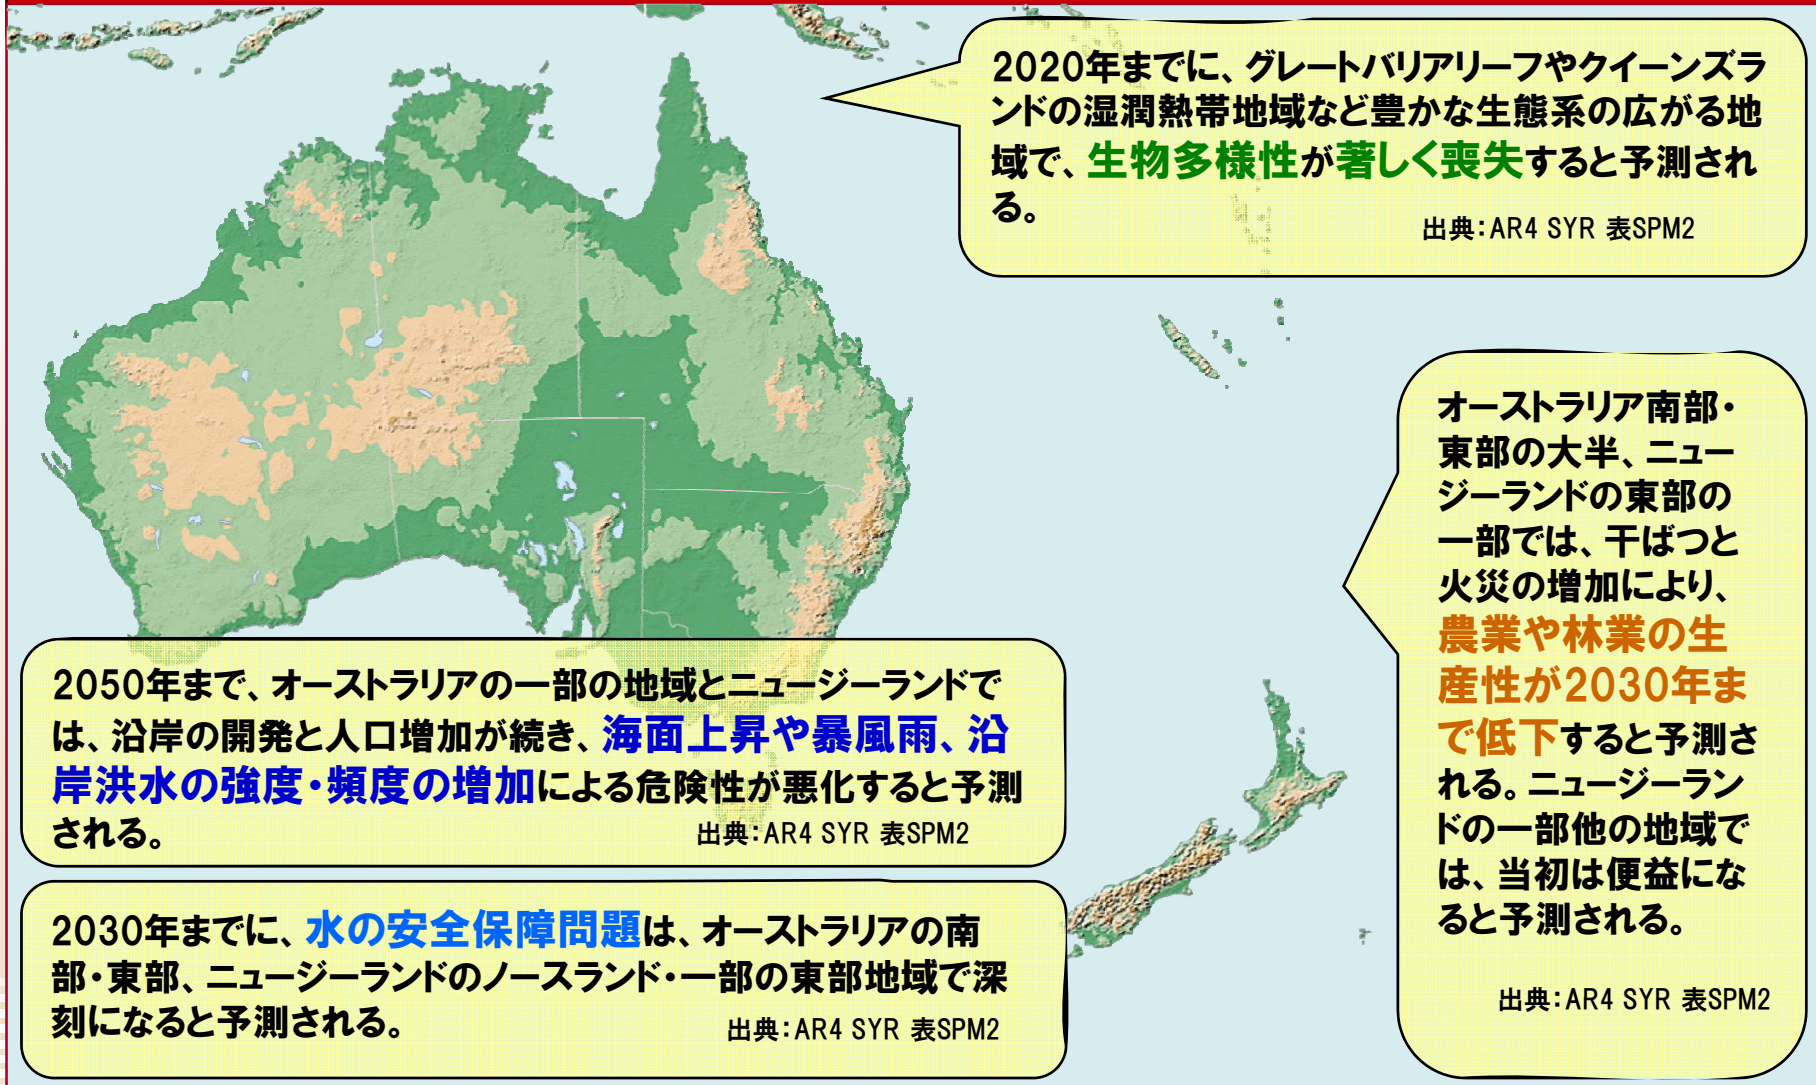 2020年までに、グレートバリアリーフやクイーンズラ
ンドの湿潤熱帯地域など豊かな生態系の広がる地
域で、生物多様性が著しく喪失すると予測され
る。
出典：AR4 SYR 表SPM2
オーストラリア南部・
東部の大半、ニュー
ジーランドの東部の
一部では、干ばつと
火災の増加により、
農業や林業の生
産性が2030年ま
で低下すると予測さ
れる。ニュージーラン
ドの一部他の地域で
は、当初は便益にな
ると予測される。
出典：AR4 SYR 表SPM2
2050年まで、オーストラリアの一部の地域とニュージーランドで
は、沿岸の開発と人口増加が続き、海面上昇や暴風雨、沿
岸洪水の強度・頻度の増加による危険性が悪化すると予測
される。
出典：AR4 SYR 表SPM2
2030年までに、水の安全保障問題は、オーストラリアの南
部・東部、ニュージーランドのノースランド・一部の東部地域で深
刻になると予測される。
出典：AR4 SYR 表SPM2